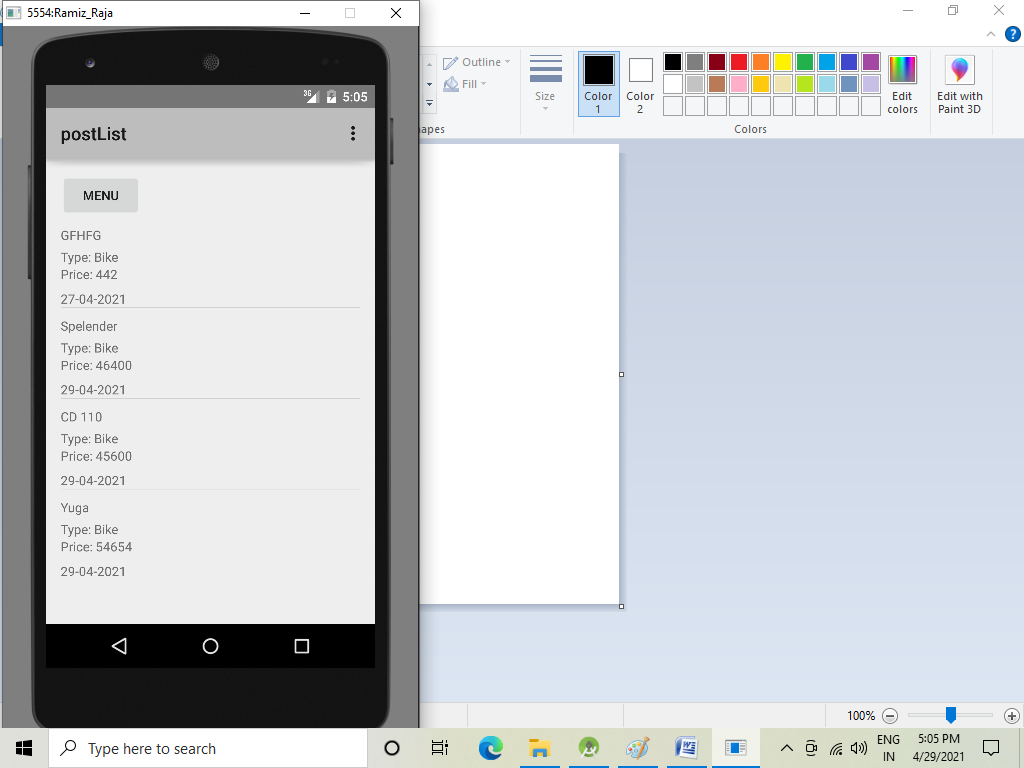 5554:Ramiz_Raja
3G 5:05
postList
MENU
GFHFG
Type: Bike
Price: 442
27-04-2021
Spelender
Type: Bike
Price: 46400
29-04-2021
CD 110
Type: Bike
Price: 45600
29-04-2021
Yuga
Type: Bike
Price: 54654
29-04-2021
Outline
Fill
apes
Size
Color
1
Color
2
Edit
colors
Edit with
Paint 3D
Colors
?
100%
Type here to search
W
ENG
IN
5:05 PM
4/29/2021